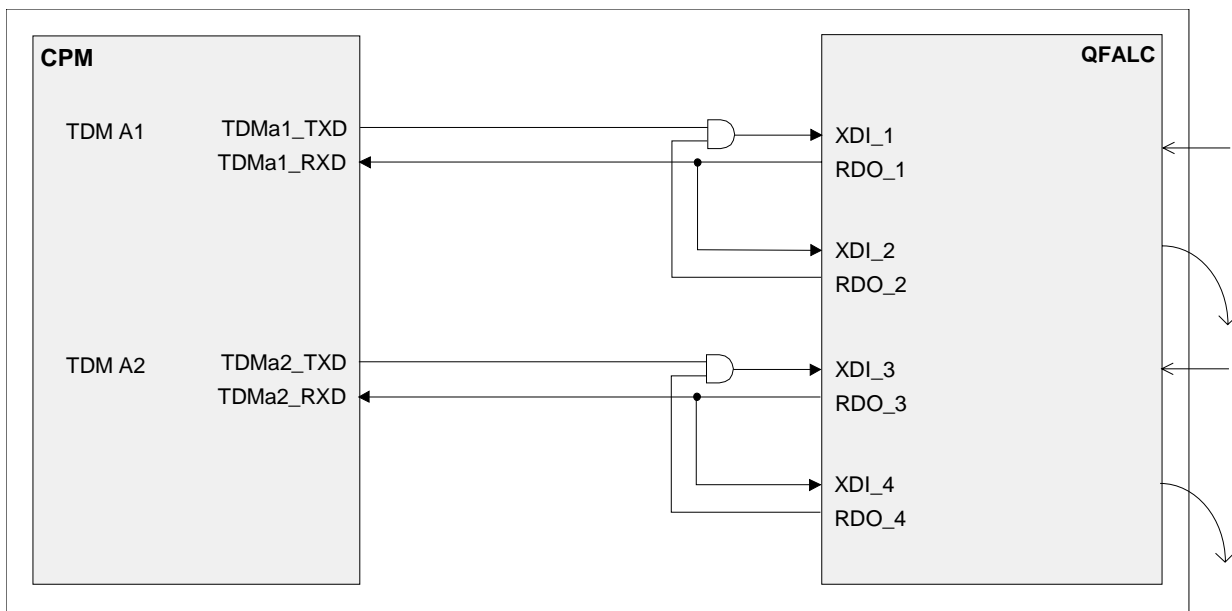 CPM
QFALC
TDM A1
TDMa1_TXD
TDMa1_RXD
XDI_1
RDO_1
XDI_2
RDO_2
TDM A2
TDMa2_TXD
TDMa2_RXD
XDI_3
RDO_3
XDI_4
RDO_4